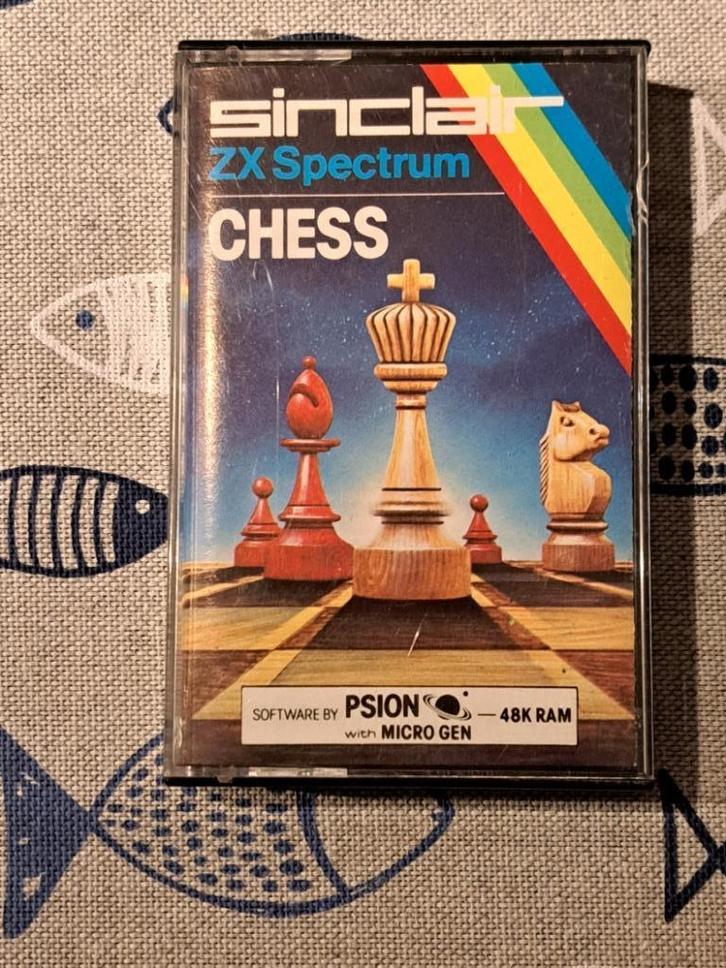 sinclair
ZX Spectrum
CHESS
SOFTWARE BY PSION — 48K RAM
with MICRO GEN